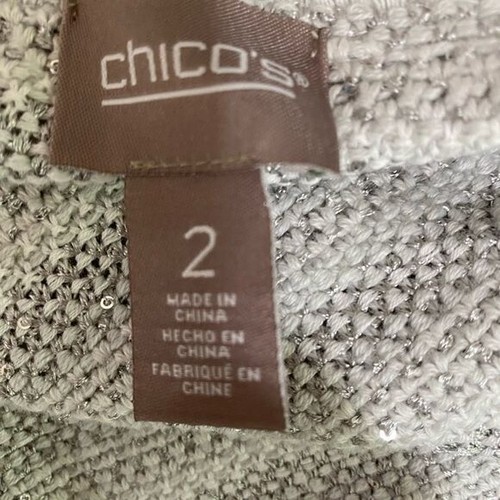 chico's®
2
MADE IN
CHINA
HECHO EN
CHINA
FABRIQUÉ EN
CHINE